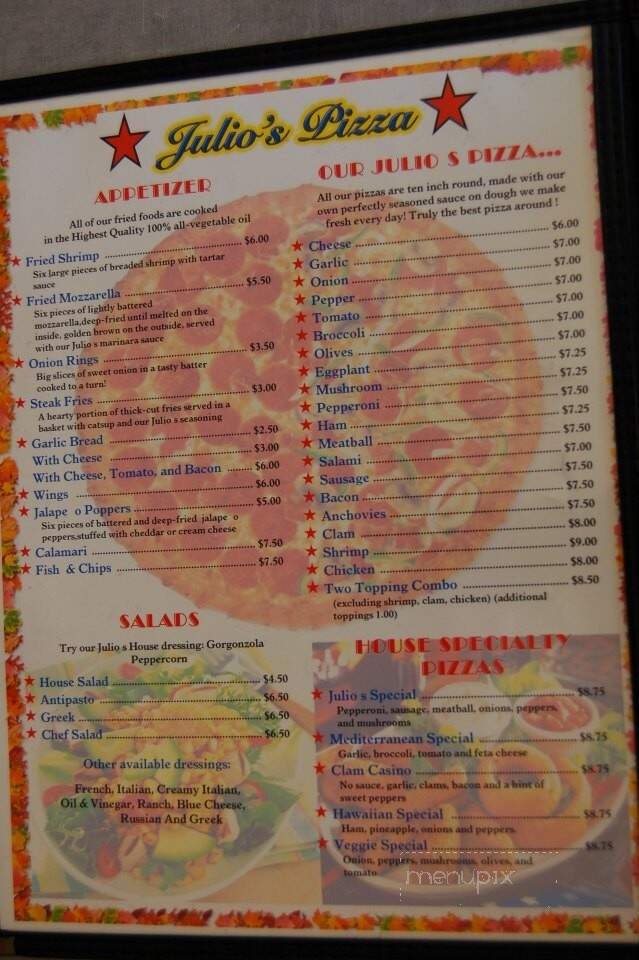 Julio's Pizza
APPETIZER
All of our fried foods are cooked
in the Highest Quality 100% all-vegetable oil
Fried Shrimp $6.00
Six large pieces of breaded shrimp with tartar
sauce
Fried Mozzarella $5.50
Six pieces of lightly battered
mozzarella,deep-fried until melted on the
inside, golden brown on the outside, served
with our Julio s marinara sauce
Onion Rings $3.50
Big slices of sweet onion in a tasty batter
cooked to a turn!
Steak Fries $3.00
A hearty portion of thick-cut fries served in a
basket with catsup and our Julio s seasoning
Garlic Bread $2.50
With Cheese $3.00
With Cheese, Tomato, and Bacon $6.00
Wings $6.00
Jalape o Poppers $5.00
Six pieces of battered and deep-fried jalape o
peppers,stuffed with cheddar or cream cheese
Calamari $7.50
Fish & Chips $7.50
SALADS
Try our Julio s House dressing: Gorgonzola
Peppercorn
House Salad $4.50
Antipasto $6.50
Greek $6.50
Chef Salad $6.50
Other available dressings:
French, Italian, Creamy Italian,
Oil & Vinegar, Ranch, Blue Cheese,
Russian And Greek
OUR JULIO S PIZZA...
All our pizzas are ten inch round, made with our
own perfectly seasoned sauce on dough we make
fresh every day! Truly the best pizza around !
Cheese $6.00
Garlic $7.00
Onion $7.00
Pepper $7.00
Tomato $7.00
Broccoli $7.00
Olives $7.00
Eggplant $7.25
Mushroom $7.25
Pepperoni $7.50
Ham $7.25
Meatball $7.50
Salami $7.00
Sausage $7.50
Bacon $7.50
Anchovies $7.50
Clam $8.00
Shrimp $9.00
Chicken $8.00
Two Topping Combo $8.50
(excluding shrimp, clam, chicken) (additional
toppings 1.00)
HOUSE SPECIALTY
PIZZAS
Julio s Special $8.75
Pepperoni, sausage, meatball, onions, peppers,
and mushrooms
Mediterranean Special $8.75
Garlic, broccoli, tomato and feta cheese
Clam Casino $8.75
No sauce, garlic, clams, bacon and a hint of
sweet peppers
Hawaiian Special $8.75
Ham, pineapple, onions and peppers
Veggie Special $8.75
Onion, peppers, mushrooms, olives, and
tomato
menupix